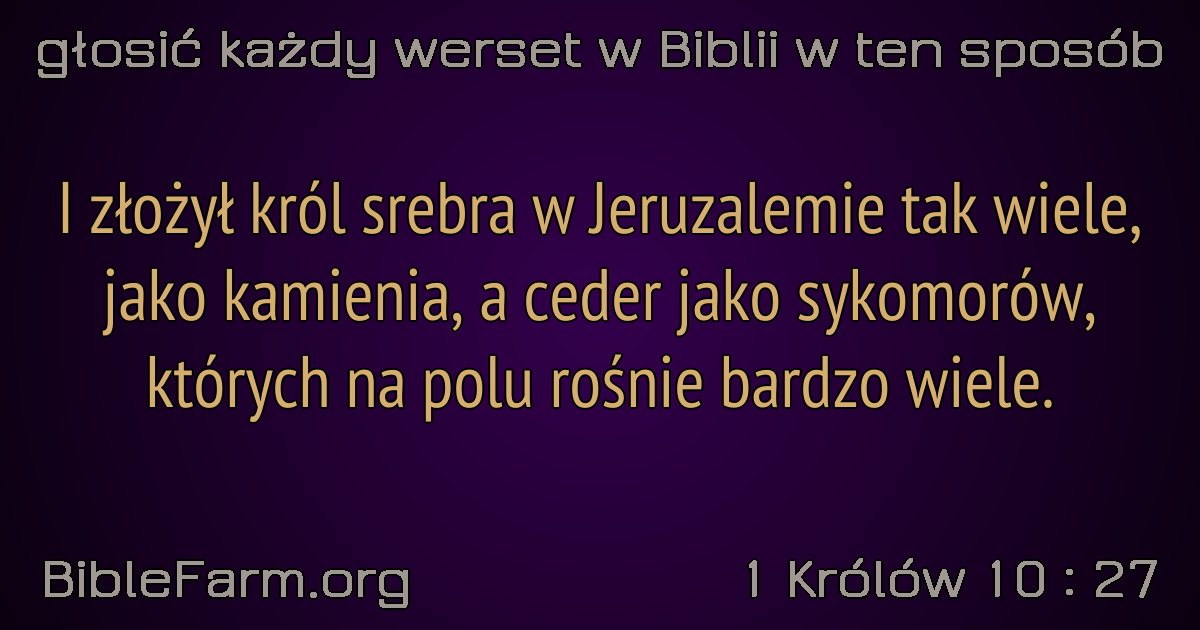 głosić każdy werset w Biblii w ten sposób
I złożył król srebra w Jeruzalemie tak wiele,
jako kamienia, a ceder jako sykomorów,
których na polu rośnie bardzo wiele.
BibleFarm.org
1 Królów 10 : 27